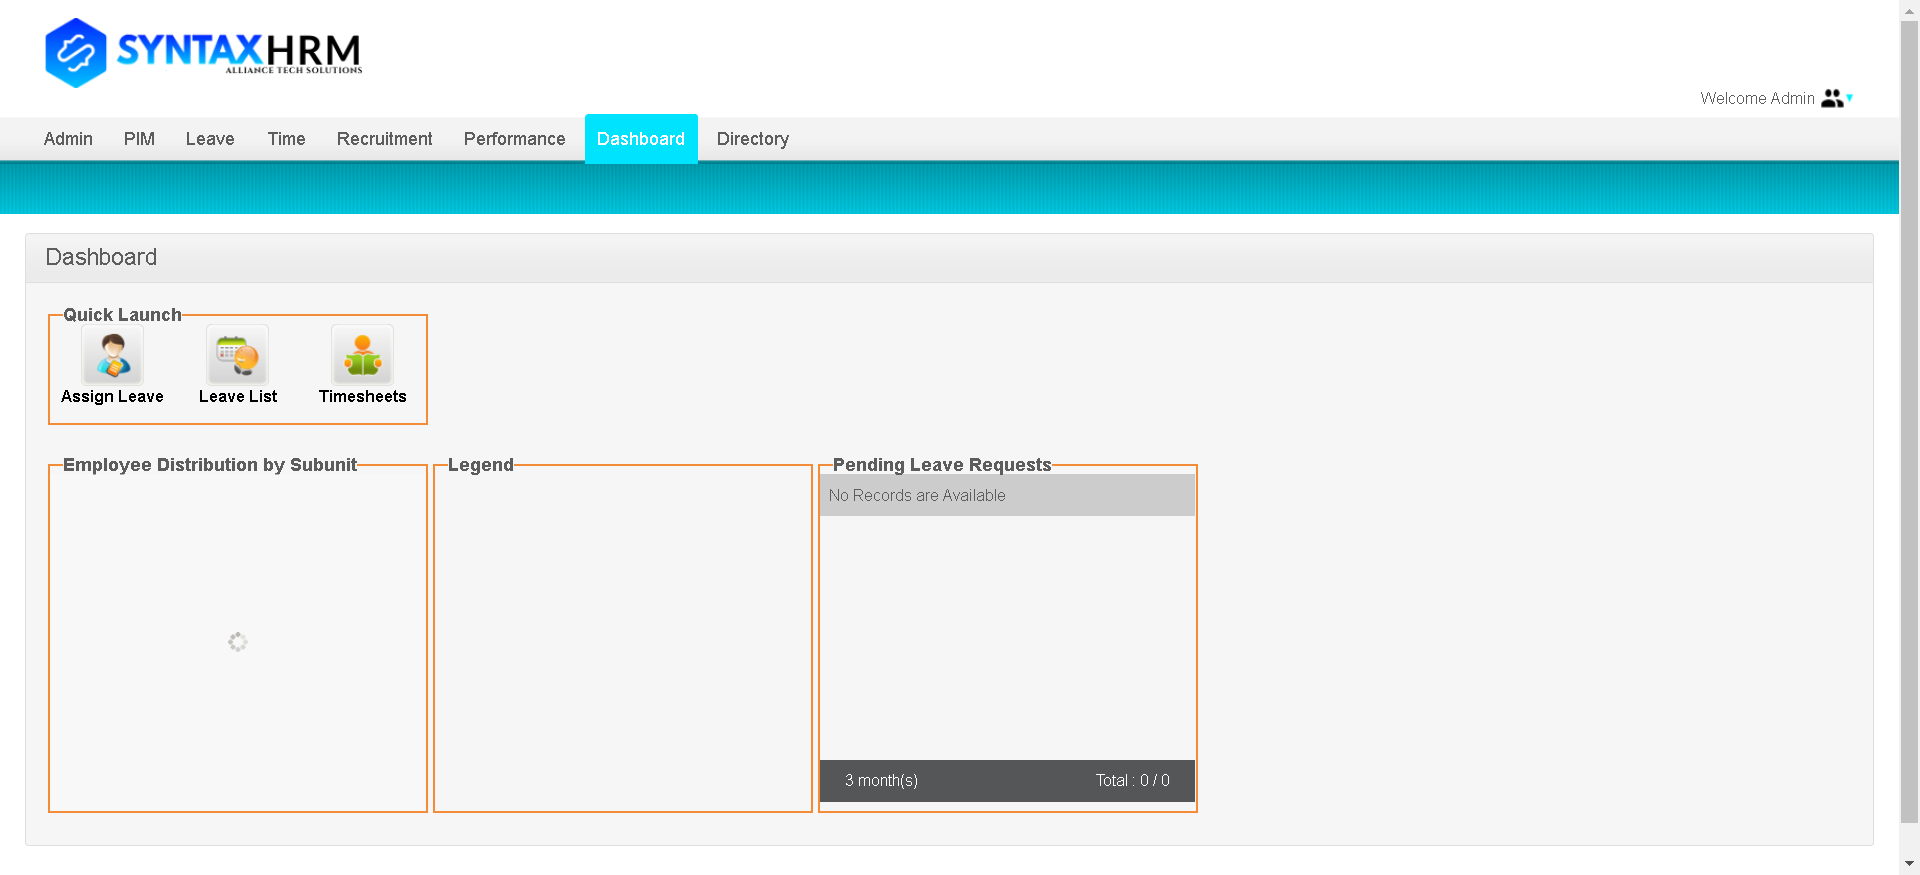 SYNTAXHRM
ALLIANCE TECH SOLUTIONS
Welcome Admin
Admin PIM Leave Time Recruitment Performance Dashboard Directory
Dashboard
Quick Launch
Assign Leave Leave List Timesheets
Employee Distribution by Subunit Legend Pending Leave Requests
No Records are Available
3 month(s) Total : 0 / 0